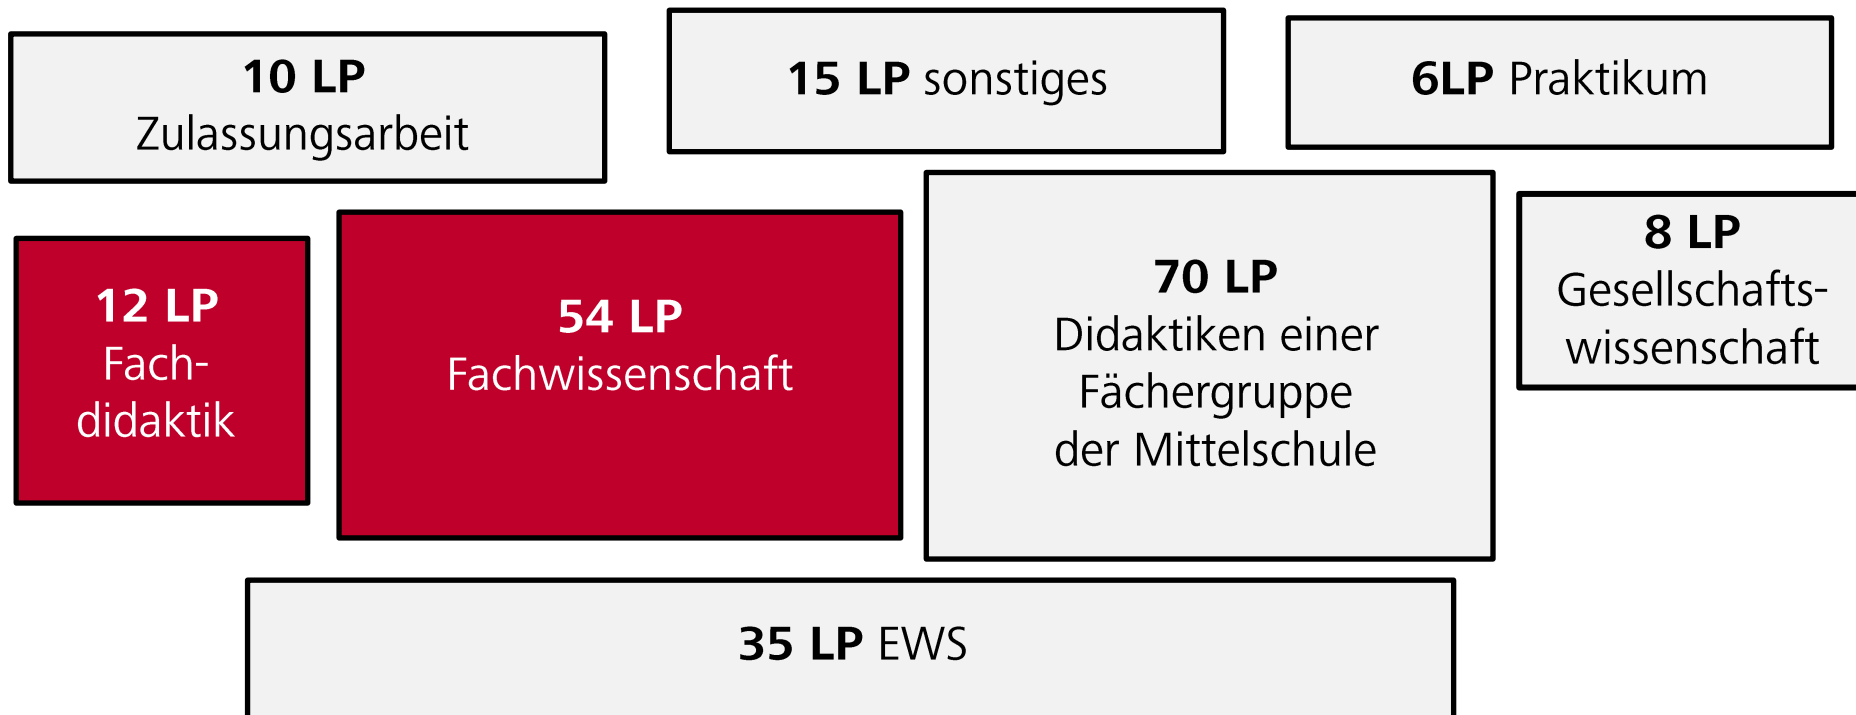 10 LP
Zulassungsarbeit
15 LP sonstiges
6LP Praktikum
12 LP
Fach-
didaktik
54 LP
Fachwissenschaft
70 LP
Didaktiken einer
Fächergruppe
der Mittelschule
8 LP
Gesellschafts-
wissenschaft
35 LP EWS